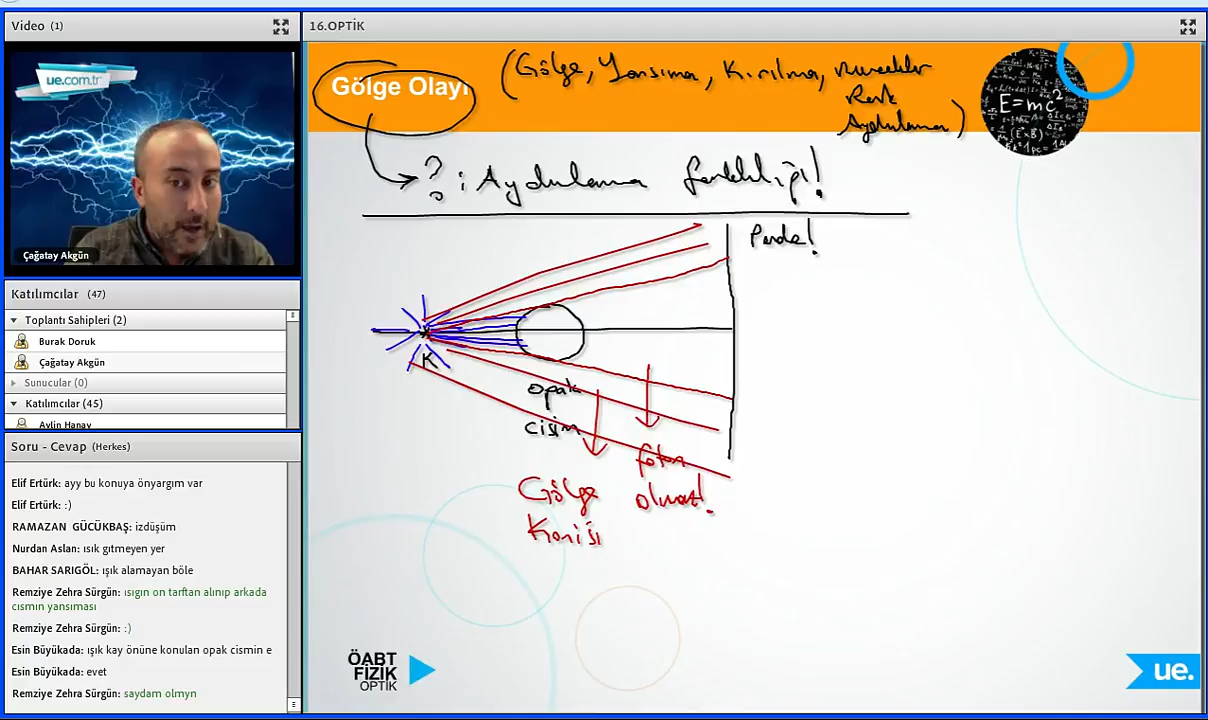 Video (1)
ue.com.tr
Çağatay Akgün
Katılımcılar (47)
Toplantı Sahipleri (2)
Burak Doruk
Çağatay Akgün
Sunucular (0)
Katılımcılar (45)
Aylin Hanay
Soru - Cevap (Herkes)
Elif Ertürk: ayy bu konuya önyargım var
Elif Ertürk: :)
RAMAZAN GÜCÜKBAŞ: izdüşüm
Nurdan Aslan: ısık gıtmeyen yer
BAHAR SARIGÖL: ışık alamayan böle
Remziye Zehra Sürgün: ısıgın on tarftan alınıp arkada
cısmın yansıması
Remziye Zehra Sürgün: :)
Esin Büyükada: ışık kay önüne konulan opak cismin e
Esin Büyükada: evet
Remziye Zehra Sürgün: saydam olmyn
16.OPTİK
Gölge Olayı
(Gölge, Yansıma, Kırılma, Mercekler
Renk
Aydınlanma)
E=mc²
? : Aydınlanma farklılığı!
Perde!
K
opak
cisim
foton
olmaz!
Gölge
Konisi
ÖABT
FİZİK
OPTİK
ue.